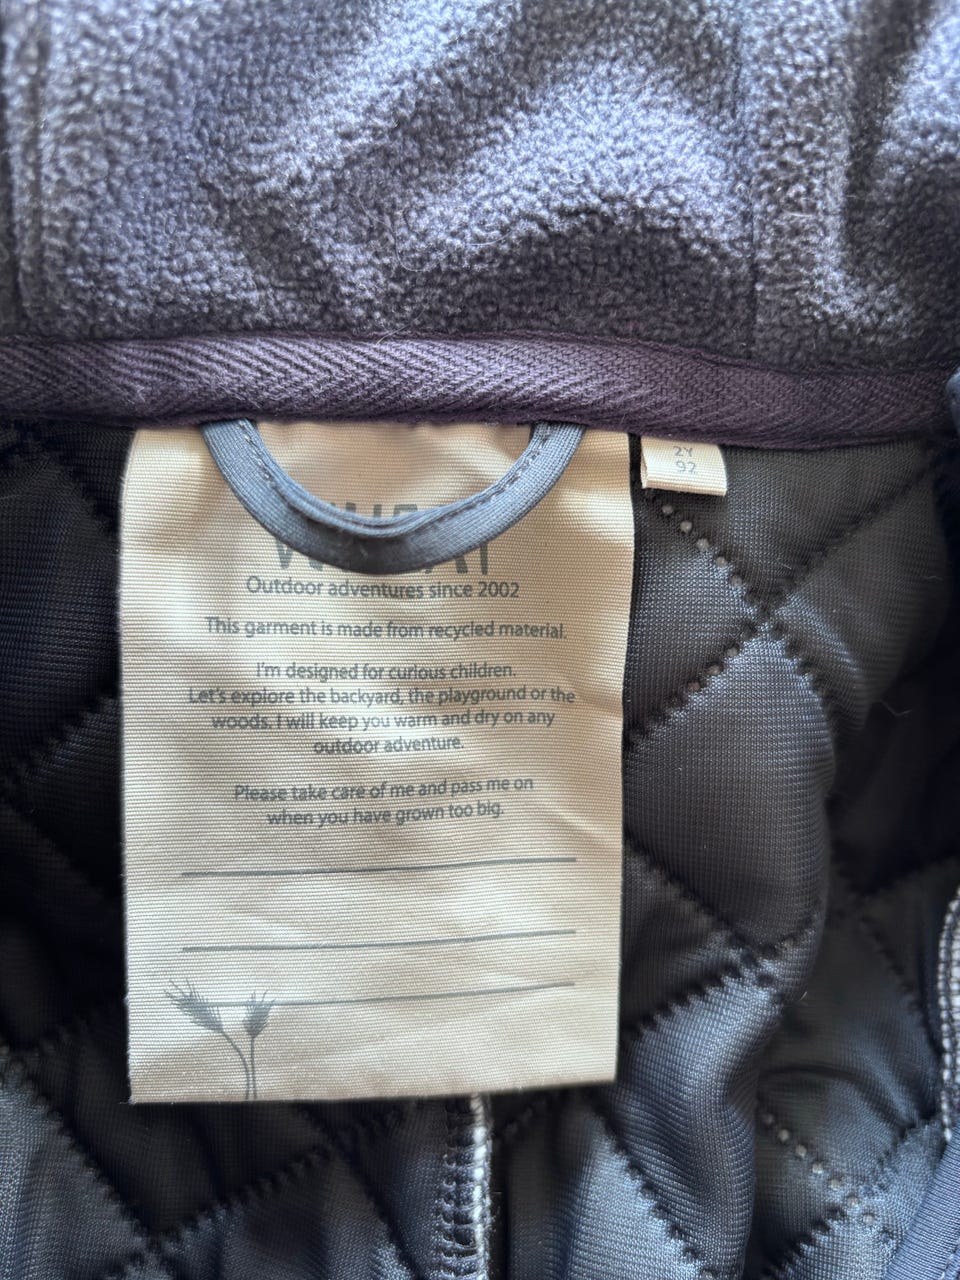 WHEAT
Outdoor adventures since 2002
This garment is made from recycled material.
I'm designed for curious children.
Let's explore the backyard, the playground or the
woods. I will keep you warm and dry on any
outdoor adventure.
Please take care of me and pass me on
when you have grown too big.
2Y
92